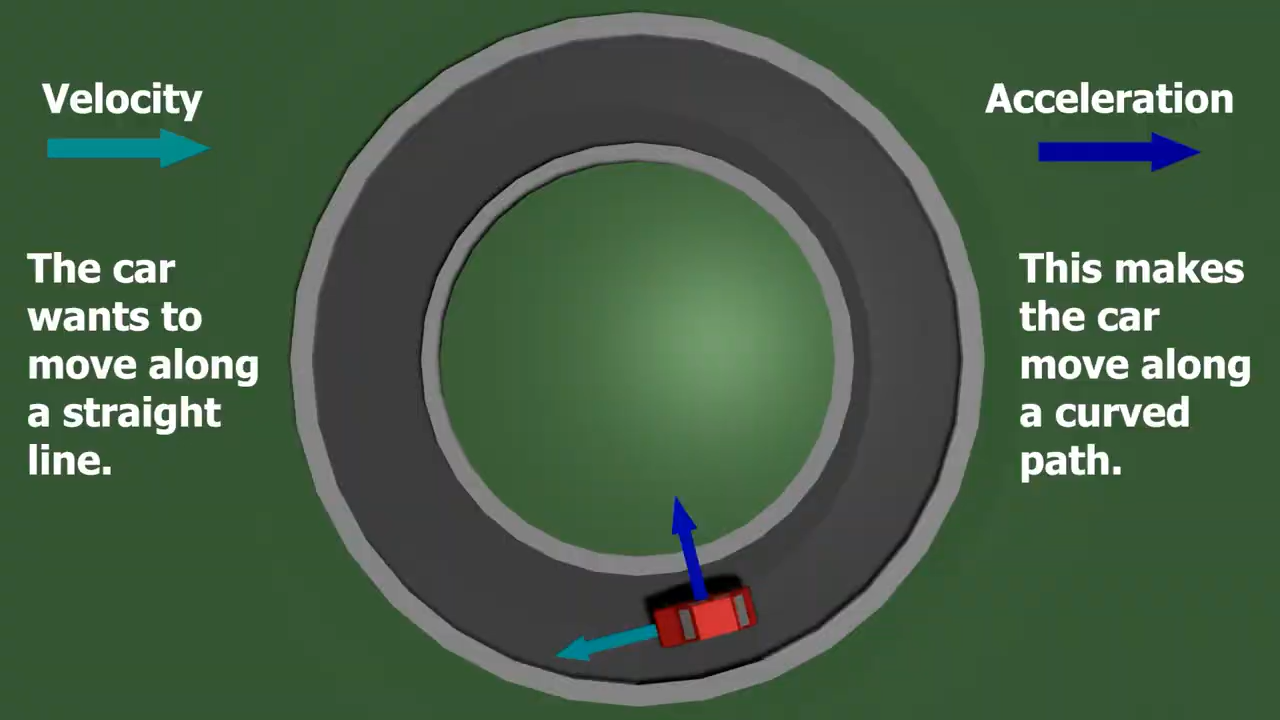 Velocity
The car
wants to
move along
a straight
line.
Acceleration
This makes
the car
move along
a curved
path.